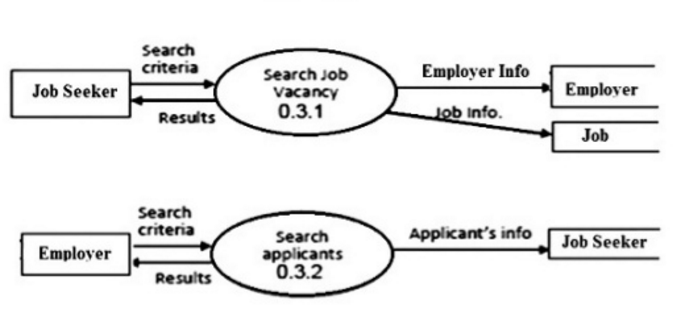 Search
criteria
Job Seeker
Results
Search Job
Vacancy
0.3.1
Employer Info
Employer
Job Info.
Job
Search
criteria
Employer
Results
Search
applicants
0.3.2
Applicant's info
Job Seeker